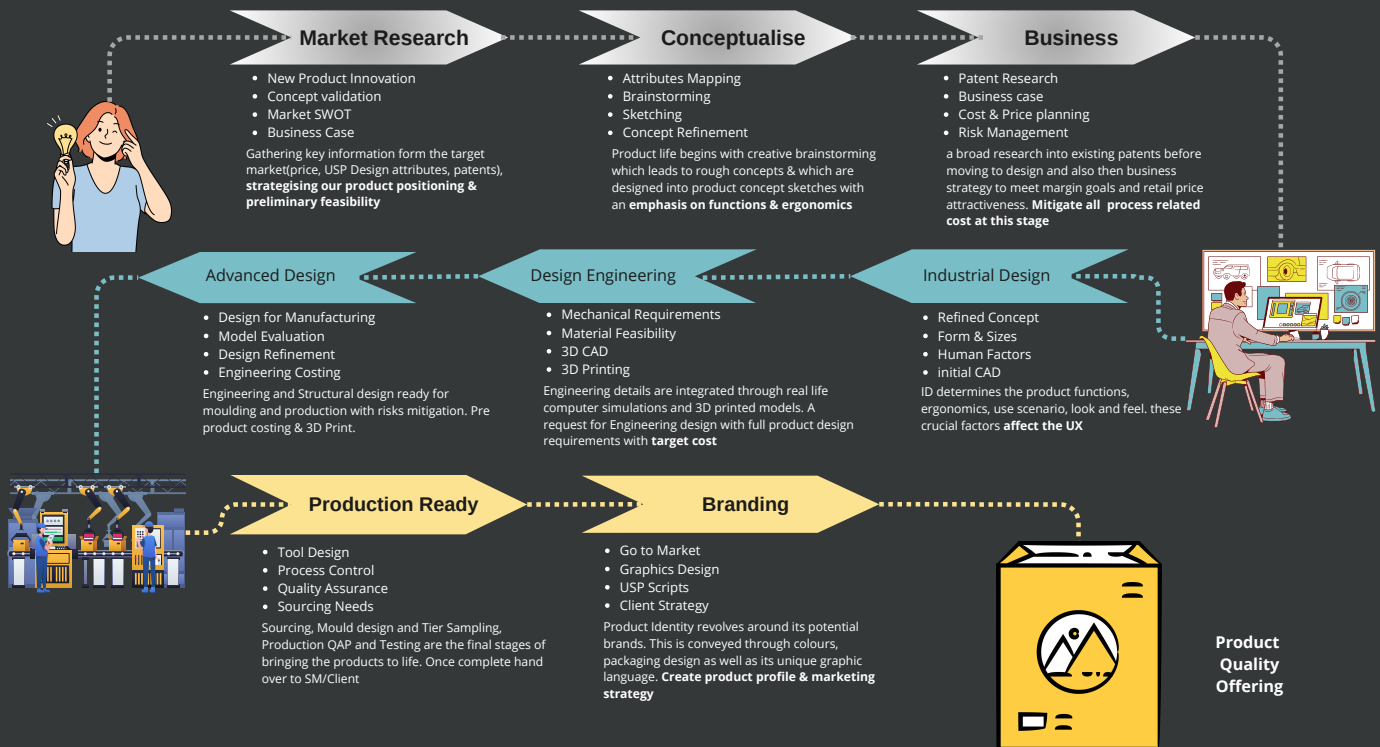 Market Research
New Product Innovation
Concept validation
Market SWOT
Business Case
Gathering key information form the target
market(price, USP Design attributes, patents),
strategising our product positioning &
preliminary feasibility
Conceptualise
Attributes Mapping
Brainstorming
Sketching
Concept Refinement
Product life begins with creative brainstorming
which leads to rough concepts & which are
designed into product concept sketches with
an emphasis on functions & ergonomics
Business
Patent Research
Business case
Cost & Price planning
Risk Management
a broad research into existing patents before
moving to design and also then business
strategy to meet margin goals and retail price
attractiveness. Mitigate all process related
cost at this stage
Industrial Design
Refined Concept
Form & Sizes
Human Factors
initial CAD
ID determines the product functions,
ergonomics, use scenario, look and feel. these
crucial factors affect the UX
Design Engineering
Mechanical Requirements
Material Feasibility
3D CAD
3D Printing
Engineering details are integrated through real life
computer simulations and 3D printed models. A
request for Engineering design with full product design
requirements with target cost
Advanced Design
Design for Manufacturing
Model Evaluation
Design Refinement
Engineering Costing
Engineering and Structural design ready for
moulding and production with risks mitigation. Pre
product costing & 3D Print.
Production Ready
Tool Design
Process Control
Quality Assurance
Sourcing Needs
Sourcing, Mould design and Tier Sampling,
Production QAP and Testing are the final stages of
bringing the products to life. Once complete hand
over to SM/Client
Branding
Go to Market
Graphics Design
USP Scripts
Client Strategy
Product Identity revolves around its potential
brands. This is conveyed through colours,
packaging design as well as its unique graphic
language. Create product profile & marketing
strategy
Product
Quality
Offering